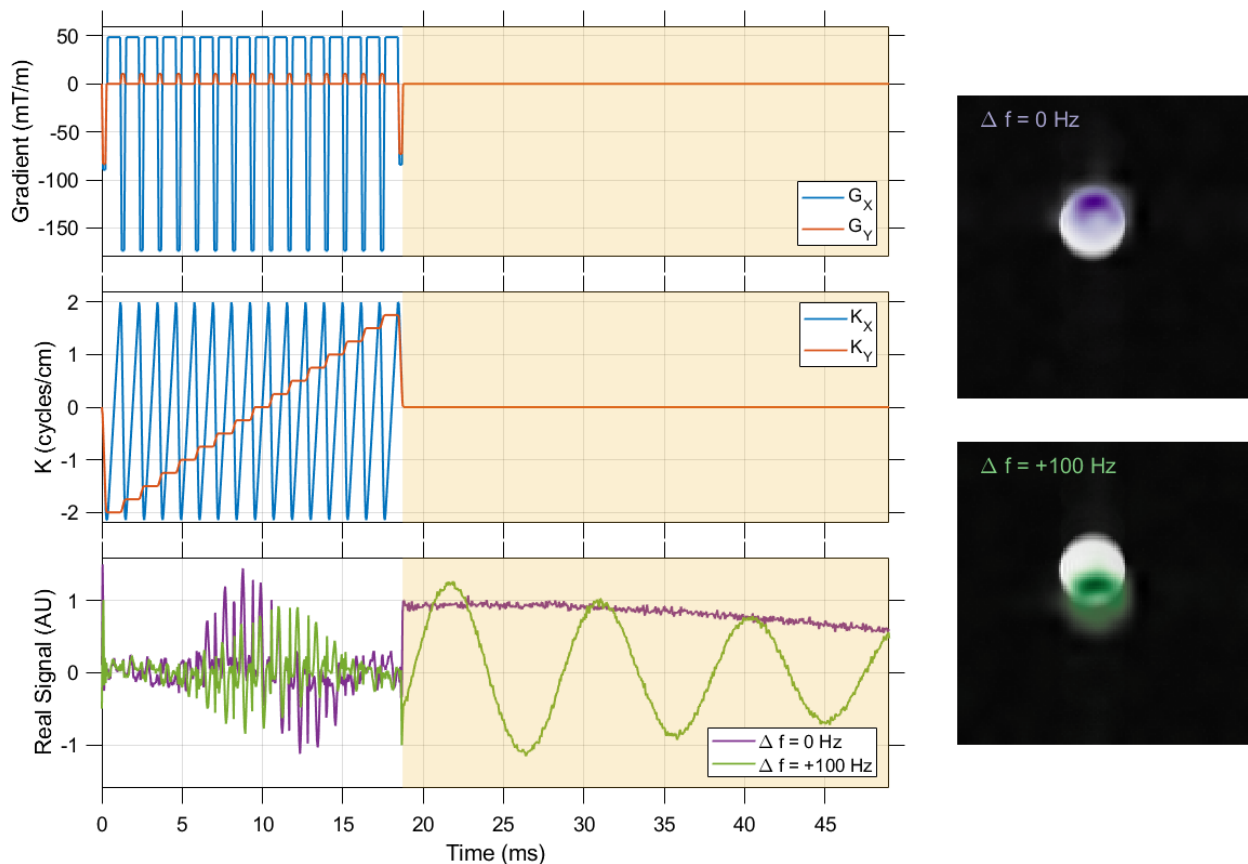 50
0
-50
-100
-150
Gradient (mT/m)
G_X
G_Y
2
1
0
-1
-2
K (cycles/cm)
K_X
K_Y
1
0
-1
Real Signal (AU)
Δ f = 0 Hz
Δ f = +100 Hz
0 5 10 15 20 25 30 35 40 45
Time (ms)
Δ f = 0 Hz
Δ f = +100 Hz